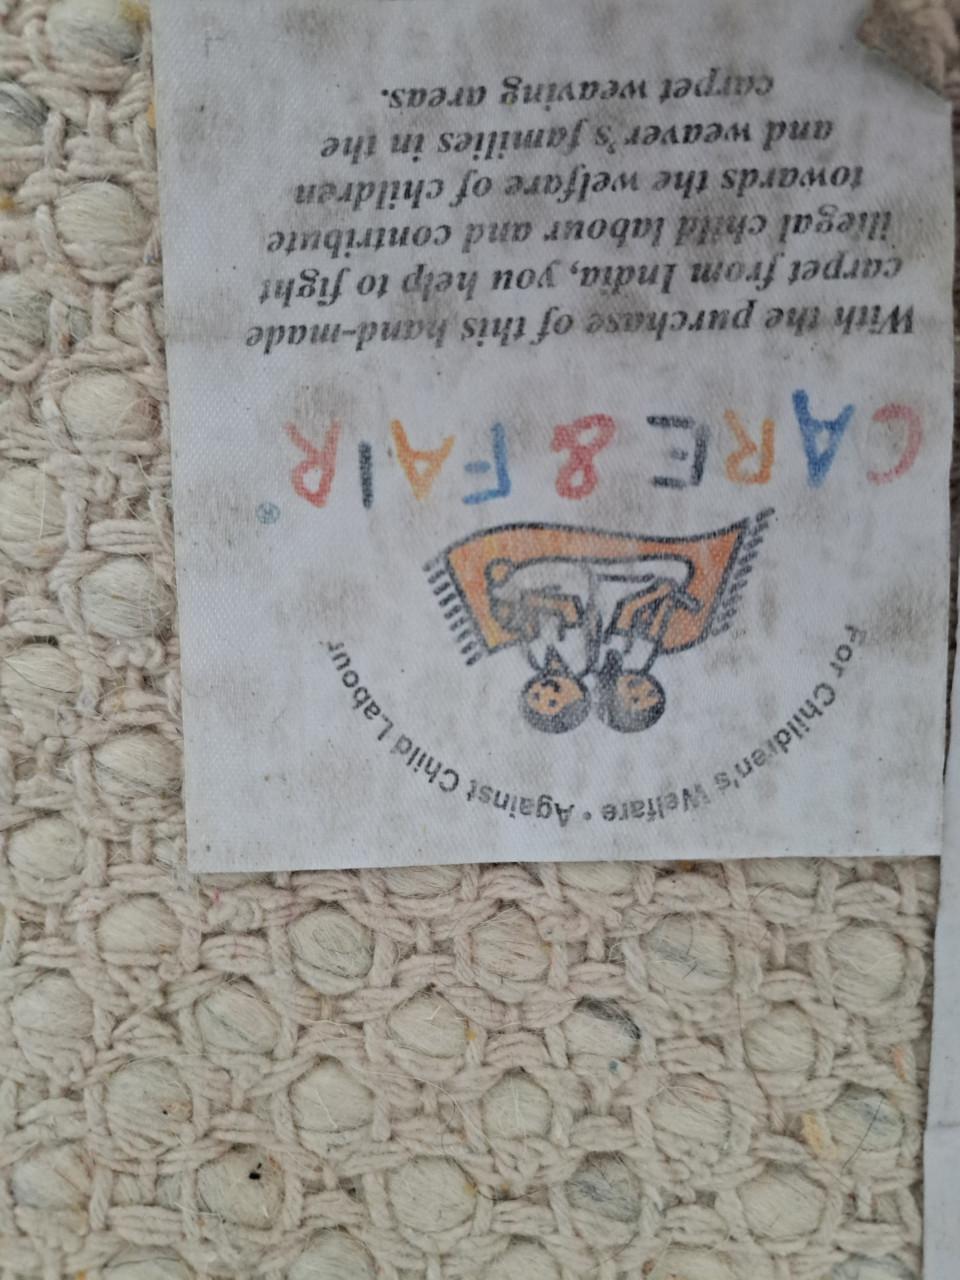 For Children's Welfare • Against Child Labour
CARE & FAIR®
With the purchase of this hand-made
carpet from India, you help to fight
illegal child labour and contribute
towards the welfare of children
and weaver's families in the
carpet weaving areas.